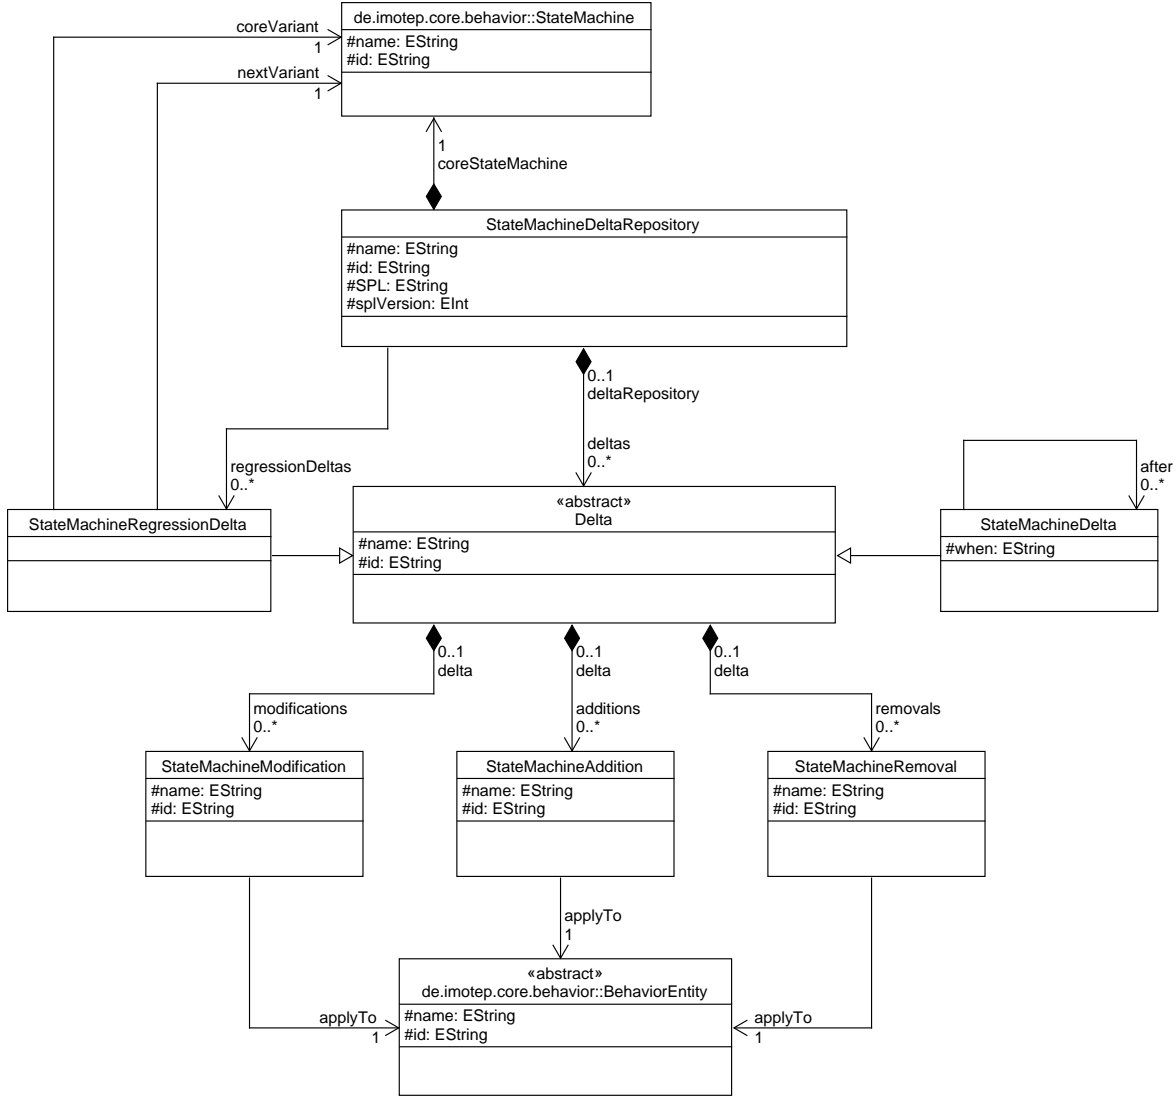 de.imotep.core.behavior::StateMachine
#name: EString
#id: EString
coreVariant
1
nextVariant
1
1
coreStateMachine
StateMachineDeltaRepository
#name: EString
#id: EString
#SPL: EString
#splVersion: EInt
0..1
deltaRepository
regressionDeltas
0..*
deltas
0..*
after
0..*
StateMachineRegressionDelta
«abstract»
Delta
#name: EString
#id: EString
StateMachineDelta
#when: EString
0..1
delta
0..1
delta
0..1
delta
modifications
0..*
additions
0..*
removals
0..*
StateMachineModification
#name: EString
#id: EString
StateMachineAddition
#name: EString
#id: EString
StateMachineRemoval
#name: EString
#id: EString
applyTo
1
«abstract»
de.imotep.core.behavior::BehaviorEntity
#name: EString
#id: EString
applyTo
1
applyTo
1